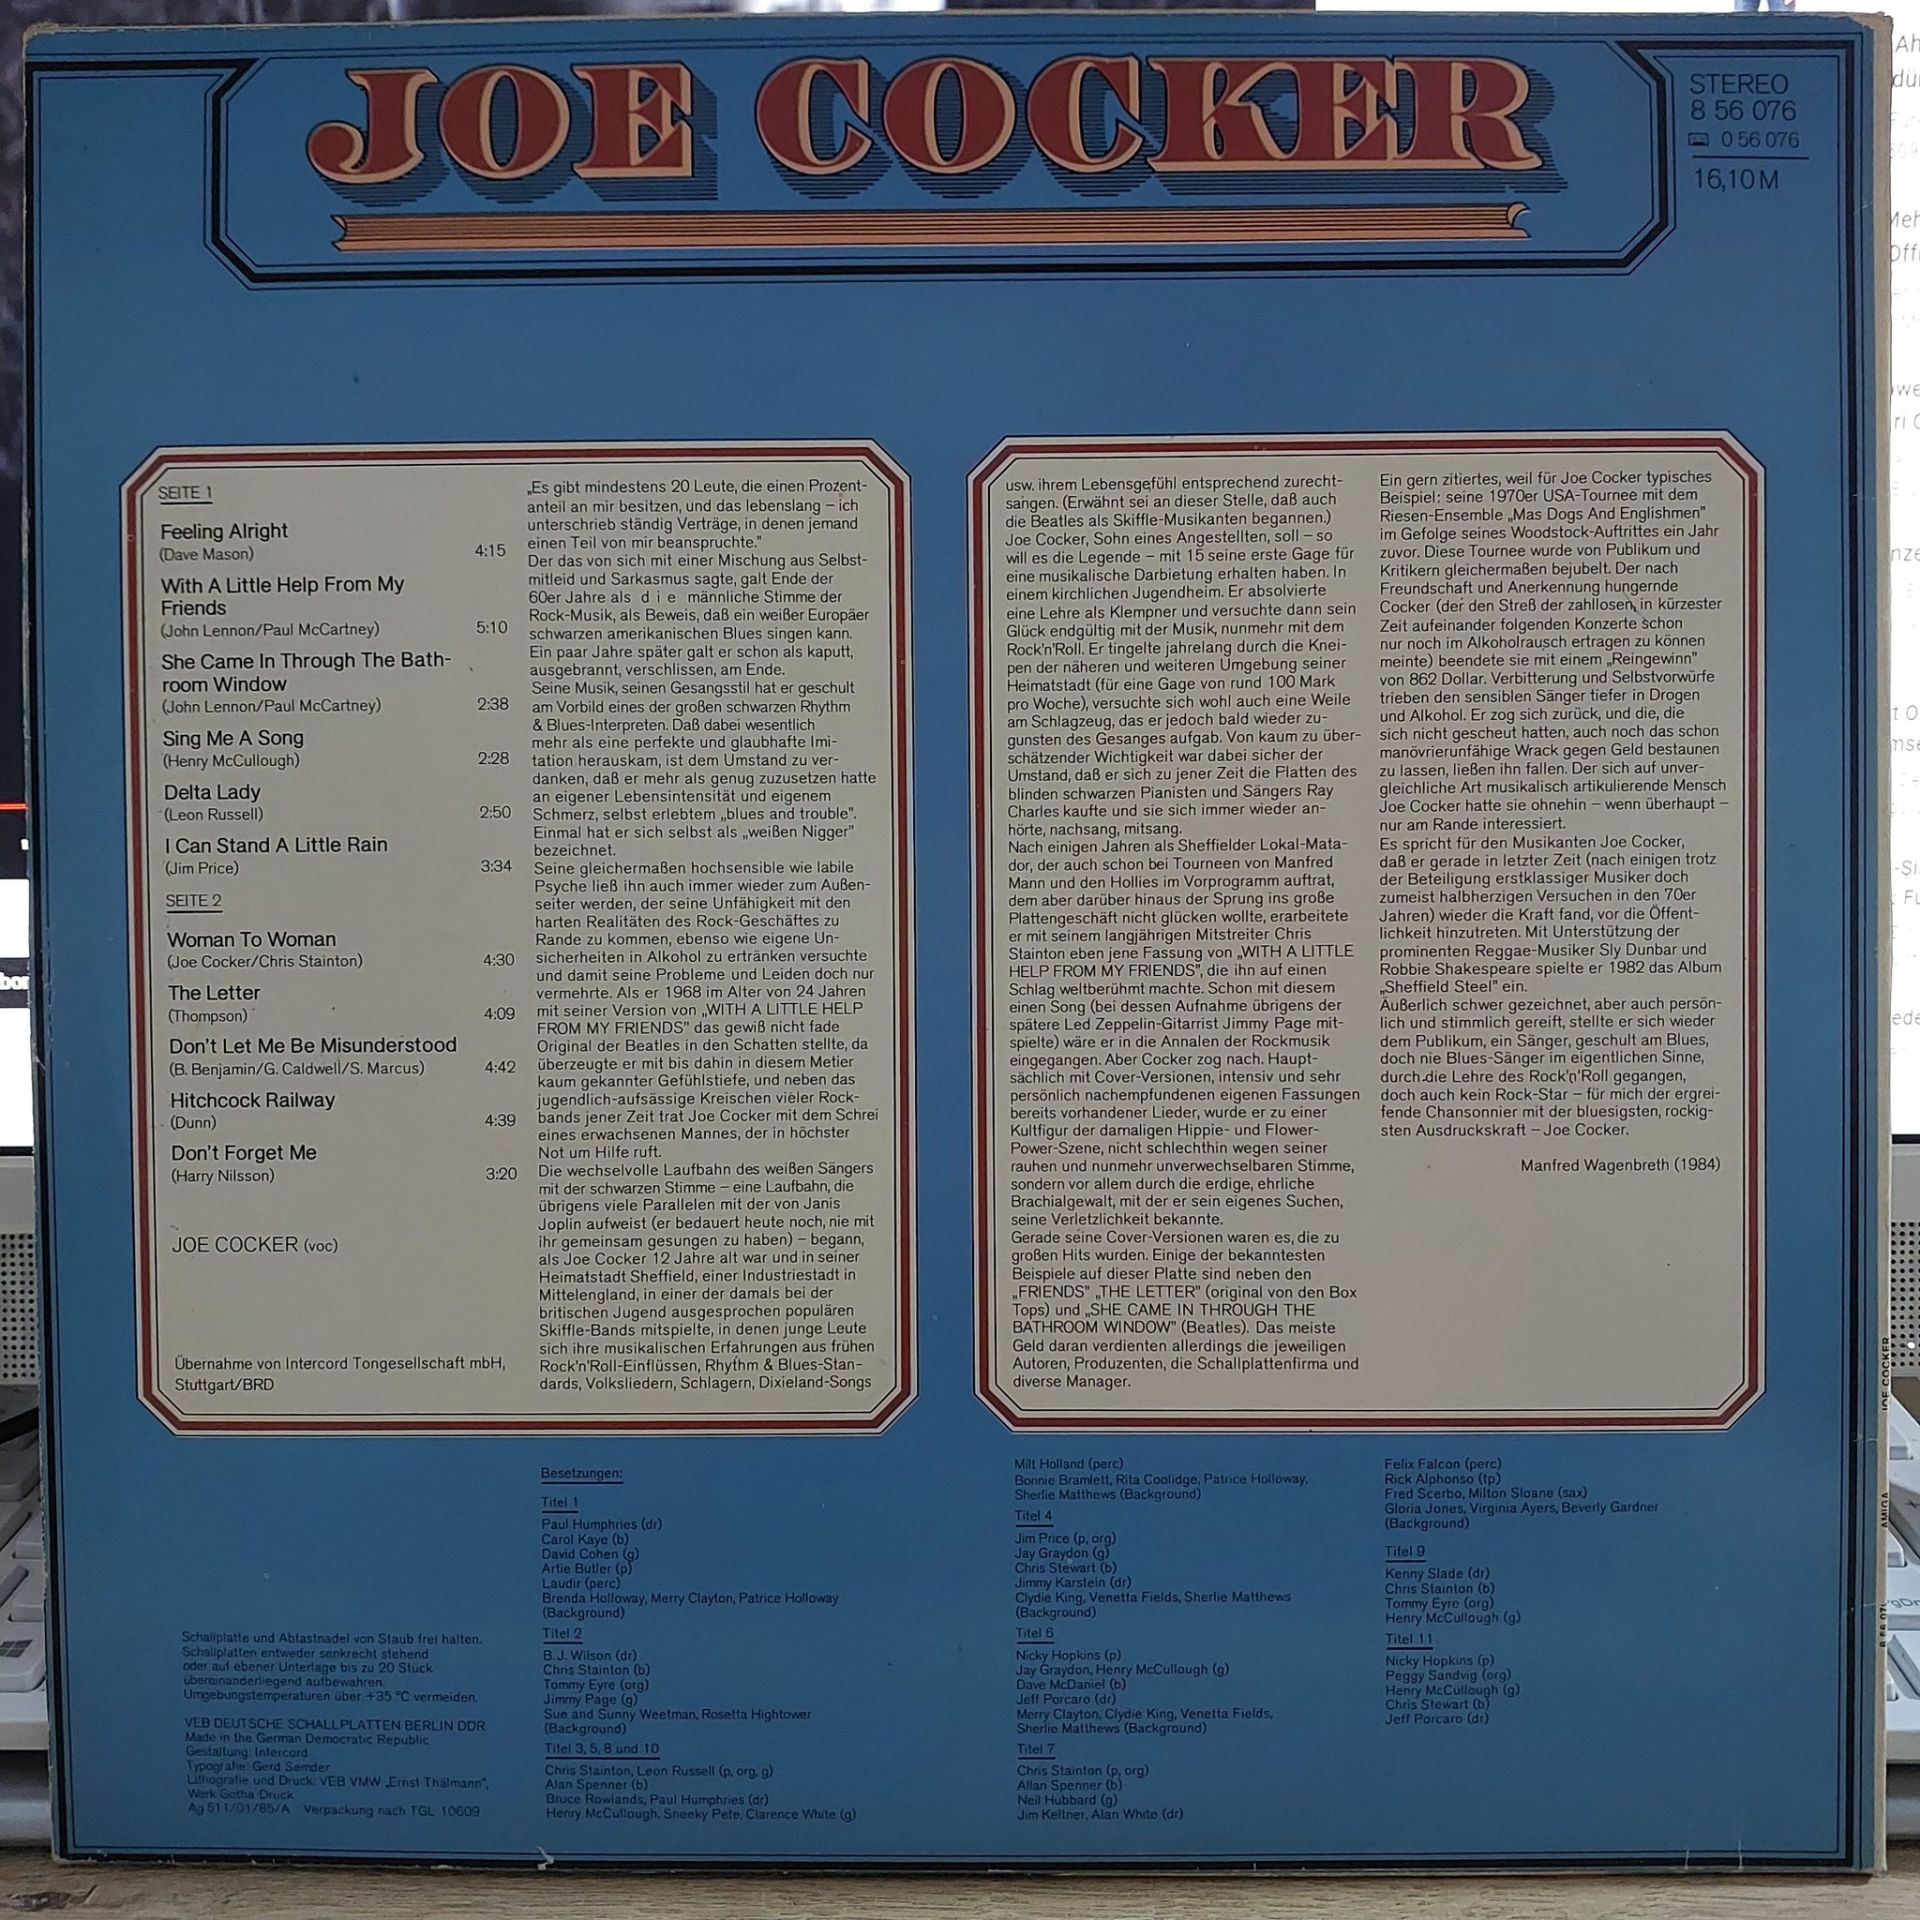 JOE COCKER
STEREO
8 56 076
0 56 076
16,10 M
SEITE 1
Feeling Alright
(Dave Mason) 4:15
With A Little Help From My
Friends
(John Lennon/Paul McCartney) 5:10
She Came In Through The Bath-
room Window
(John Lennon/Paul McCartney) 2:38
Sing Me A Song
(Henry McCullough) 2:28
Delta Lady
(Leon Russell) 2:50
I Can Stand A Little Rain
(Jim Price) 3:34
SEITE 2
Woman To Woman
(Joe Cocker/Chris Stainton) 4:30
The Letter
(Thompson) 4:09
Don't Let Me Be Misunderstood
(B. Benjamin/G. Caldwell/S. Marcus) 4:42
Hitchcock Railway
(Dunn) 4:39
Don't Forget Me
(Harry Nilsson) 3:20
JOE COCKER (voc)
Übernahme von Intercord Tongesellschaft mbH,
Stuttgart/BRD
„Es gibt mindestens 20 Leute, die einen Prozent-
anteil an mir besitzen, und das lebenslang – ich
unterschrieb ständig Verträge, in denen jemand
einen Teil von mir beanspruchte."
Der das von sich mit einer Mischung aus Selbst-
mitleid und Sarkasmus sagte, galt Ende der
60er Jahre als d i e männliche Stimme der
Rock-Musik, als Beweis, daß ein weißer Europäer
schwarzen amerikanischen Blues singen kann.
Ein paar Jahre später galt er schon als kaputt,
ausgebrannt, verschlissen, am Ende.
Seine Musik, seinen Gesangsstil hat er geschult
am Vorbild eines der großen schwarzen Rhythm
& Blues-Interpreten. Daß dabei wesentlich
mehr als eine perfekte und glaubhafte Imi-
tation herauskam, ist dem Umstand zu ver-
danken, daß er mehr als genug zuzusetzen hatte
an eigener Lebensintensität und eigenem
Schmerz, selbst erlebtem „blues and trouble".
Einmal hat er sich selbst als „weißen Nigger"
bezeichnet.
Seine gleichermaßen hochsensible wie labile
Psyche ließ ihn auch immer wieder zum Außen-
seiter werden, der seine Unfähigkeit mit den
harten Realitäten des Rock-Geschäftes zu
Rande zu kommen, ebenso wie eigene Un-
sicherheiten in Alkohol zu ertränken versuchte
und damit seine Probleme und Leiden doch nur
vermehrte. Als er 1968 im Alter von 24 Jahren
mit seiner Version von „WITH A LITTLE HELP
FROM MY FRIENDS" das gewiß nicht fade
Original der Beatles in den Schatten stellte, da
überzeugte er mit bis dahin in diesem Metier
kaum gekannter Gefühlstiefe, und neben das
jugendlich-aufsässige Kreischen vieler Rock-
bands jener Zeit trat Joe Cocker mit dem Schrei
eines erwachsenen Mannes, der in höchster
Not um Hilfe ruft.
Die wechselvolle Laufbahn des weißen Sängers
mit der schwarzen Stimme – eine Laufbahn, die
übrigens viele Parallelen mit der von Janis
Joplin aufweist (er bedauert heute noch, nie mit
ihr gemeinsam gesungen zu haben) – begann,
als Joe Cocker 12 Jahre alt war und in seiner
Heimatstadt Sheffield, einer Industriestadt in
Mittelengland, in einer der damals bei der
britischen Jugend ausgesprochen populären
Skiffle-Bands mitspielte, in denen junge Leute
sich ihre musikalischen Erfahrungen aus frühen
Rock'n'Roll-Einflüssen, Rhythm & Blues-Stan-
dards, Volksliedern, Schlagern, Dixieland-Songs
usw. ihrem Lebensgefühl entsprechend zurecht-
sangen. (Erwähnt sei an dieser Stelle, daß auch
die Beatles als Skiffle-Musikanten begannen.)
Joe Cocker, Sohn eines Angestellten, soll – so
will es die Legende – mit 15 seine erste Gage für
eine musikalische Darbietung erhalten haben. In
einem kirchlichen Jugendheim. Er absolvierte
eine Lehre als Klempner und versuchte dann sein
Glück endgültig mit der Musik, nunmehr mit dem
Rock'n'Roll. Er tingelte jahrelang durch die Knei-
pen der näheren und weiteren Umgebung seiner
Heimatstadt (für eine Gage von rund 100 Mark
pro Woche), versuchte sich wohl auch eine Weile
am Schlagzeug, das er jedoch bald wieder zu-
gunsten des Gesanges aufgab. Von kaum zu über-
schätzender Wichtigkeit war dabei sicher der
Umstand, daß er sich zu jener Zeit die Platten des
blinden schwarzen Pianisten und Sängers Ray
Charles kaufte und sie sich immer wieder an-
hörte, nachsang, mitsang.
Nach einigen Jahren als Sheffielder Lokal-Mata-
dor, der auch schon bei Tourneen von Manfred
Mann und den Hollies im Vorprogramm auftrat,
dem aber darüber hinaus der Sprung ins große
Plattengeschäft nicht glücken wollte, erarbeitete
er mit seinem langjährigen Mitstreiter Chris
Stainton eben jene Fassung von „WITH A LITTLE
HELP FROM MY FRIENDS", die ihn auf einen
Schlag weltberühmt machte. Schon mit diesem
einen Song (bei dessen Aufnahme übrigens der
spätere Led Zeppelin-Gitarrist Jimmy Page mit-
spielte) wäre er in die Annalen der Rockmusik
eingegangen. Aber Cocker zog nach. Haupt-
sächlich mit Cover-Versionen, intensiv und sehr
persönlich nachempfundenen eigenen Fassungen
bereits vorhandener Lieder, wurde er zu einer
Kultfigur der damaligen Hippie- und Flower-
Power-Szene, nicht schlechthin wegen seiner
rauhen und nunmehr unverwechselbaren Stimme,
sondern vor allem durch die erdige, ehrliche
Brachialgewalt, mit der er sein eigenes Suchen,
seine Verletzlichkeit bekannte.
Gerade seine Cover-Versionen waren es, die zu
großen Hits wurden. Einige der bekanntesten
Beispiele auf dieser Platte sind neben den
„FRIENDS" „THE LETTER" (original von den Box
Tops) und „SHE CAME IN THROUGH THE
BATHROOM WINDOW" (Beatles). Das meiste
Geld daran verdienten allerdings die jeweiligen
Autoren, Produzenten, die Schallplattenfirma und
diverse Manager.
Ein gern zitiertes, weil für Joe Cocker typisches
Beispiel: seine 1970er USA-Tournee mit dem
Riesen-Ensemble „Mas Dogs And Englishmen"
im Gefolge seines Woodstock-Auftrittes ein Jahr
zuvor. Diese Tournee wurde von Publikum und
Kritikern gleichermaßen bejubelt. Der nach
Freundschaft und Anerkennung hungernde
Cocker (der den Streß der zahllosen, in kürzester
Zeit aufeinander folgenden Konzerte schon
nur noch im Alkoholrausch ertragen zu können
meinte) beendete sie mit einem „Reingewinn"
von 862 Dollar. Verbitterung und Selbstvorwürfe
trieben den sensiblen Sänger tiefer in Drogen
und Alkohol. Er zog sich zurück, und die, die
sich nicht gescheut hatten, auch noch das schon
manövrierunfähige Wrack gegen Geld bestaunen
zu lassen, ließen ihn fallen. Der sich auf unver-
gleichliche Art musikalisch artikulierende Mensch
Joe Cocker hatte sie ohnehin – wenn überhaupt –
nur am Rande interessiert.
Es spricht für den Musikanten Joe Cocker,
daß er gerade in letzter Zeit (nach einigen trotz
der Beteiligung erstklassiger Musiker doch
zumeist halbherzigen Versuchen in den 70er
Jahren) wieder die Kraft fand, vor die Öffent-
lichkeit hinzutreten. Mit Unterstützung der
prominenten Reggae-Musiker Sly Dunbar und
Robbie Shakespeare spielte er 1982 das Album
„Sheffield Steel" ein.
Äußerlich schwer gezeichnet, aber auch persön-
lich und stimmlich gereift, stellte er sich wieder
dem Publikum, ein Sänger, geschult am Blues,
doch nie Blues-Sänger im eigentlichen Sinne,
durch die Lehre des Rock'n'Roll gegangen,
doch auch kein Rock-Star – für mich der ergrei-
fende Chansonnier mit der bluesigsten, rockig-
sten Ausdruckskraft – Joe Cocker.
Manfred Wagenbreth (1984)
Schallplatte und Abtastnadel von Staub frei halten.
Schallplatten entweder senkrecht stehend
oder auf ebener Unterlage bis zu 20 Stück
übereinanderliegend aufbewahren.
Umgebungstemperaturen über +35 °C vermeiden.
VEB DEUTSCHE SCHALLPLATTEN BERLIN DDR
Made in the German Democratic Republic
Gestaltung: Intercord
Typografie: Gerd Semder
Lithografie und Druck: VEB VMW „Ernst Thälmann",
Werk Gotha-Druck
Ag 511/01/85/A Verpackung nach TGL 10609
Besetzungen:
Titel 1
Paul Humphries (dr)
Carol Kaye (b)
David Cohen (g)
Artie Butler (p)
Laudir (perc)
Brenda Holloway, Merry Clayton, Patrice Holloway
(Background)
Titel 2
B.J. Wilson (dr)
Chris Stainton (b)
Tommy Eyre (org)
Jimmy Page (g)
Sue and Sunny Weetman, Rosetta Hightower
(Background)
Titel 3, 5, 8 und 10
Chris Stainton, Leon Russell (p, org, g)
Alan Spenner (b)
Bruce Rowlands, Paul Humphries (dr)
Henry McCullough, Sneeky Pete, Clarence White (g)
Milt Holland (perc)
Bonnie Bramlett, Rita Coolidge, Patrice Holloway,
Sherlie Matthews (Background)
Titel 4
Jim Price (p, org)
Jay Graydon (g)
Chris Stewart (b)
Jimmy Karstein (dr)
Clydie King, Venetta Fields, Sherlie Matthews
(Background)
Titel 6
Nicky Hopkins (p)
Jay Graydon, Henry McCullough (g)
Dave McDaniel (b)
Jeff Porcaro (dr)
Merry Clayton, Clydie King, Venetta Fields,
Sherlie Matthews (Background)
Titel 7
Chris Stainton (p, org)
Allan Spenner (b)
Neil Hubbard (g)
Jim Keltner, Alan White (dr)
Felix Falcon (perc)
Rick Alphonso (tp)
Fred Scerbo, Milton Sloane (sax)
Gloria Jones, Virginia Ayers, Beverly Gardner
(Background)
Titel 9
Kenny Slade (dr)
Chris Stainton (b)
Tommy Eyre (org)
Henry McCullough (g)
Titel 11
Nicky Hopkins (p)
Peggy Sandvig (org)
Henry McCullough (g)
Chris Stewart (b)
Jeff Porcaro (dr)
JOE COCKER
AMIGA